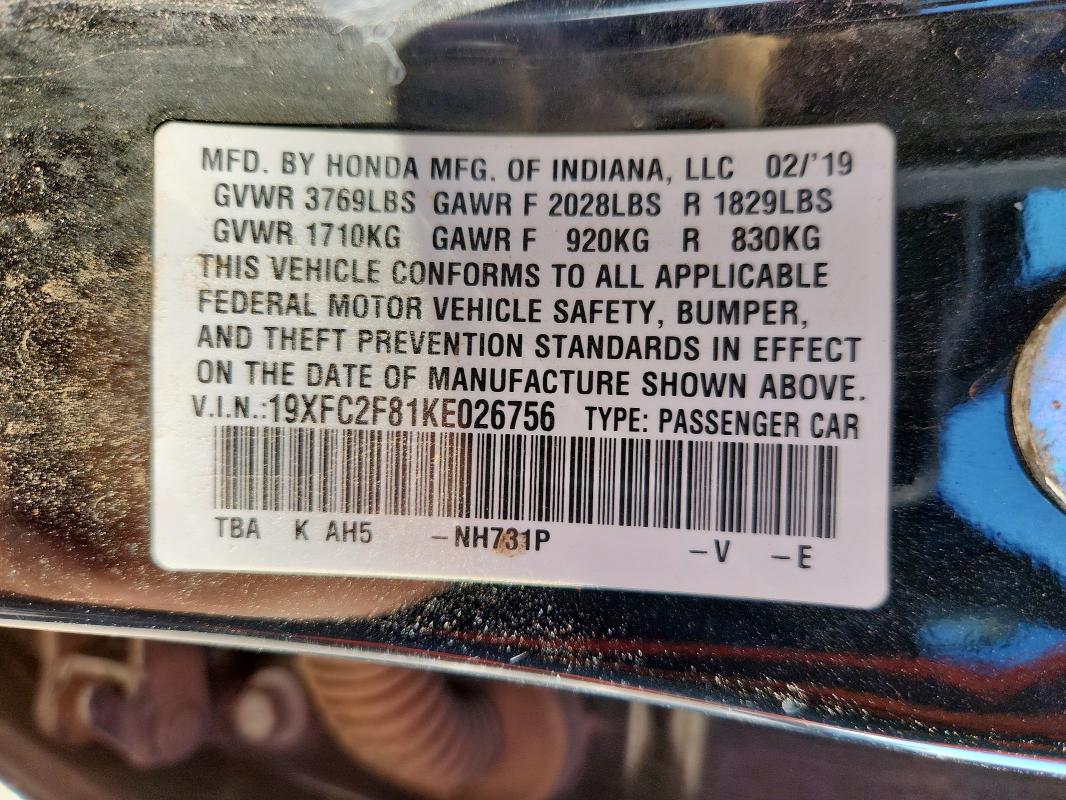 MFD. BY HONDA MFG. OF INDIANA, LLC 02/'19
GVWR 3769LBS GAWR F 2028LBS R 1829LBS
GVWR 1710KG GAWR F 920KG R 830KG
THIS VEHICLE CONFORMS TO ALL APPLICABLE
FEDERAL MOTOR VEHICLE SAFETY, BUMPER,
AND THEFT PREVENTION STANDARDS IN EFFECT
ON THE DATE OF MANUFACTURE SHOWN ABOVE.
V.I.N.:19XFC2F81KE026756 TYPE: PASSENGER CAR
TBA K AH5 -NH731P -V -E